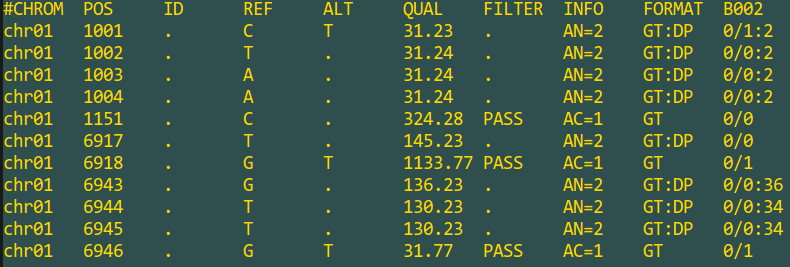 #CHROM POS ID REF ALT QUAL FILTER INFO FORMAT B002
chr01 1001 . C T 31.23 . AN=2 GT:DP 0/1:2
chr01 1002 . T . 31.24 . AN=2 GT:DP 0/0:2
chr01 1003 . A . 31.24 . AN=2 GT:DP 0/0:2
chr01 1004 . A . 31.24 . AN=2 GT:DP 0/0:2
chr01 1151 . C . 324.28 PASS AC=1 GT 0/0
chr01 6917 . T . 145.23 . AN=2 GT:DP 0/0
chr01 6918 . G T 1133.77 PASS AC=1 GT 0/1
chr01 6943 . G . 136.23 . AN=2 GT:DP 0/0:36
chr01 6944 . T . 130.23 . AN=2 GT:DP 0/0:34
chr01 6945 . T . 130.23 . AN=2 GT:DP 0/0:34
chr01 6946 . G T 31.77 PASS AC=1 GT 0/1